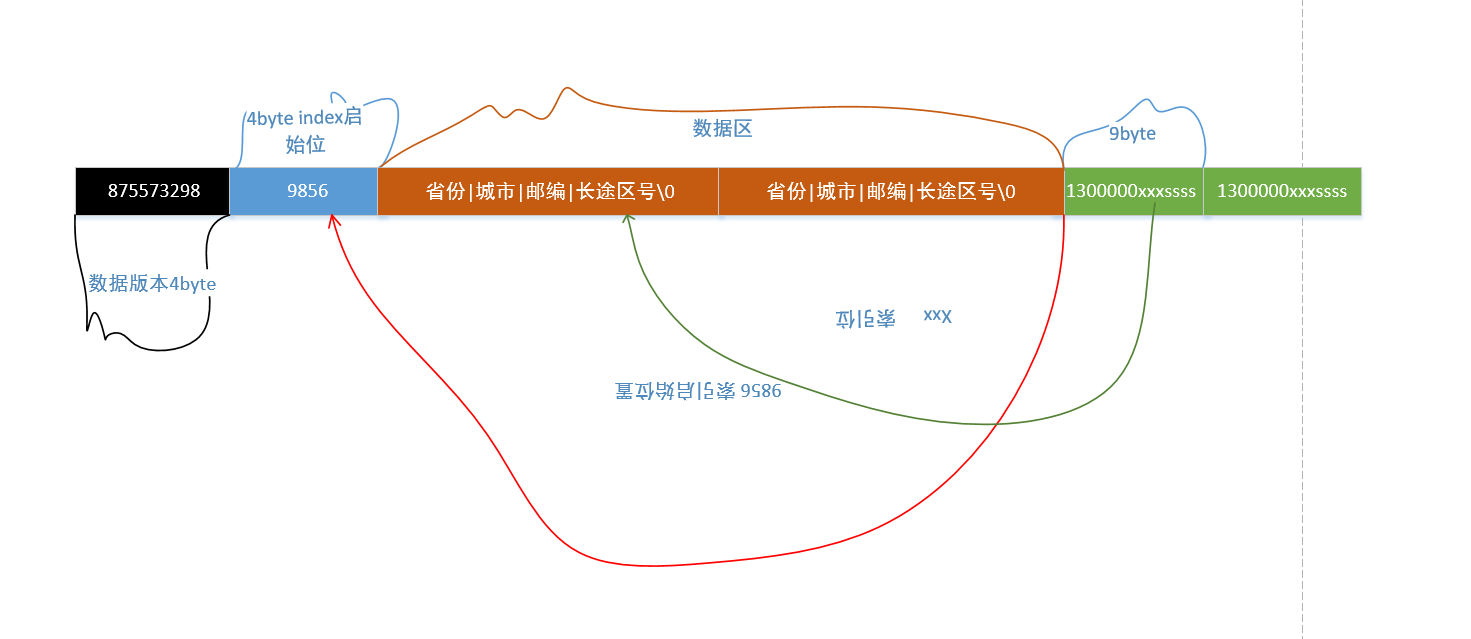 4byte index启
始位
数据区
9byte
875573298
9856
省份|城市|邮编|长途区号\0
省份|城市|邮编|长途区号\0
1300000xxxssss
1300000xxxssss
数据版本4byte
Xxx 索引位
9856 索引启始位置